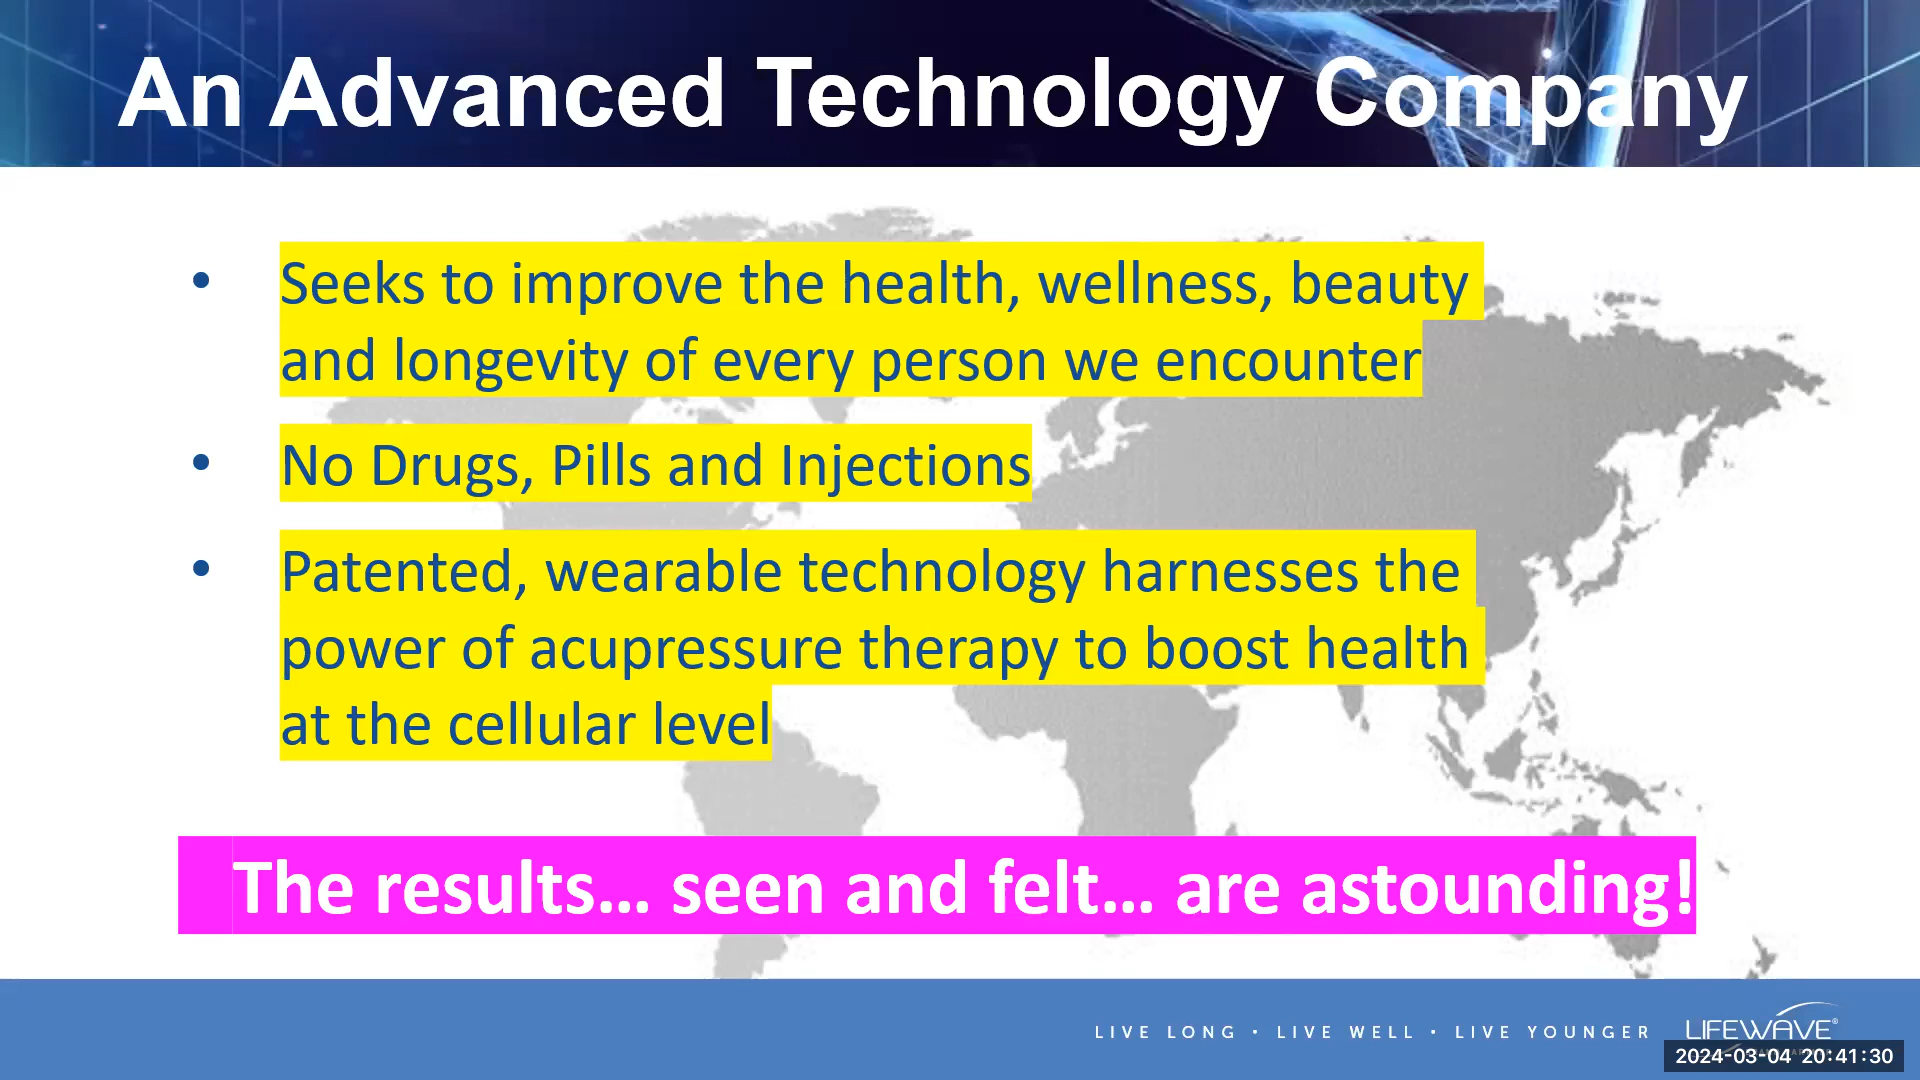 An Advanced Technology Company
• Seeks to improve the health, wellness, beauty
and longevity of every person we encounter
• No Drugs, Pills and Injections
• Patented, wearable technology harnesses the
power of acupressure therapy to boost health
at the cellular level
The results... seen and felt... are astounding!
LIVE LONG • LIVE WELL • LIVE YOUNGER
LIFEWAVE®
2024-03-04 20:41:30